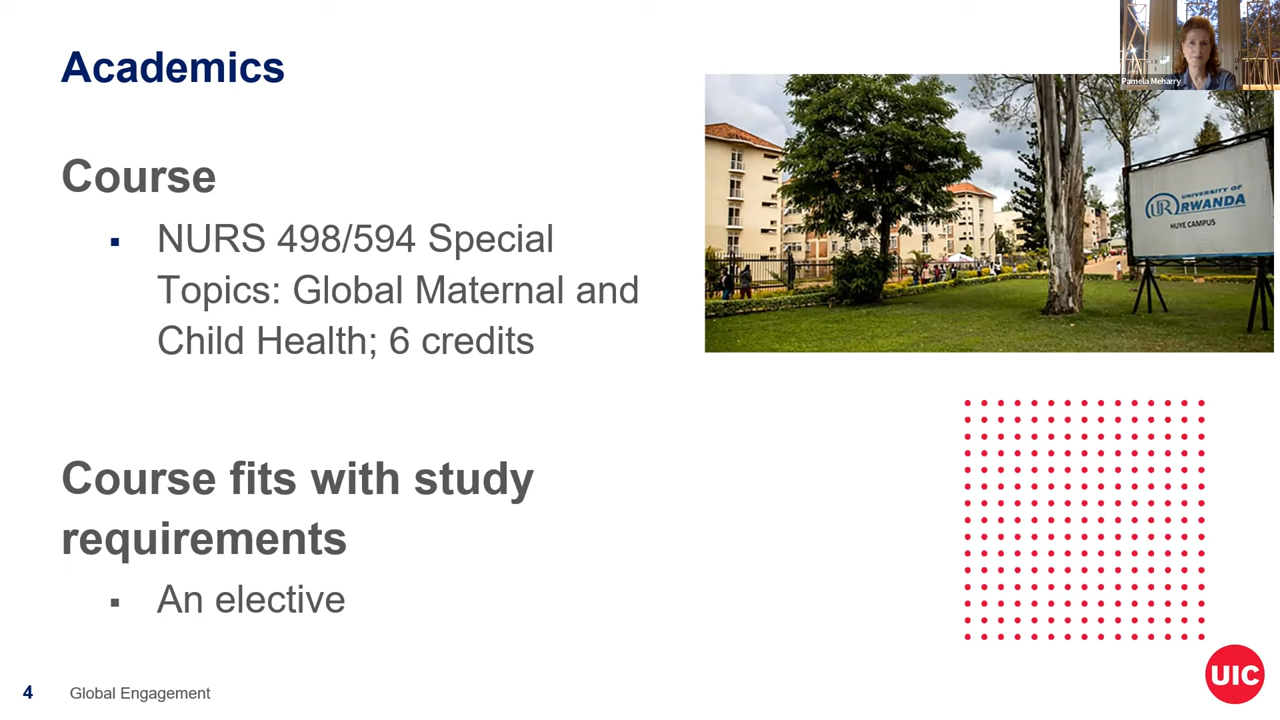 Academics
Pamela Meharry
Course
▪ NURS 498/594 Special
Topics: Global Maternal and
Child Health; 6 credits
UNIVERSITY OF
UR RWANDA
HUYE CAMPUS
Course fits with study
requirements
▪ An elective
4 Global Engagement
UIC